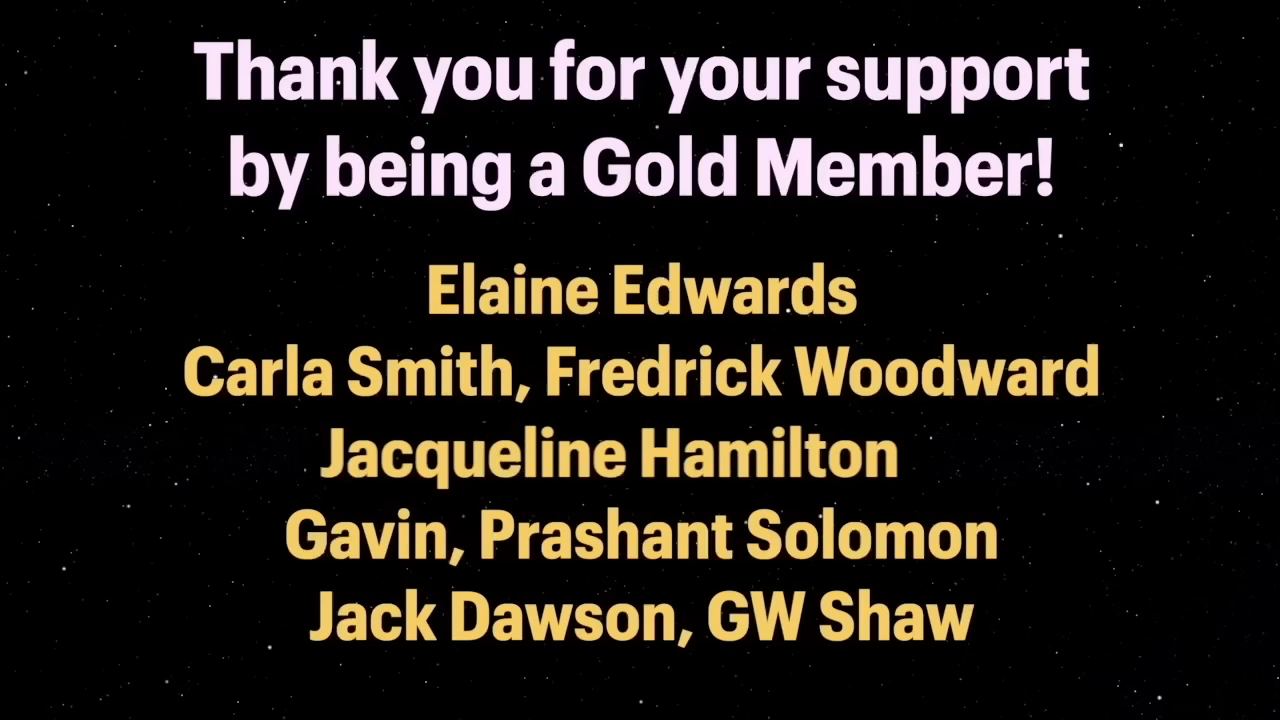 Thank you for your support
by being a Gold Member!
Elaine Edwards
Carla Smith, Fredrick Woodward
Jacqueline Hamilton
Gavin, Prashant Solomon
Jack Dawson, GW Shaw